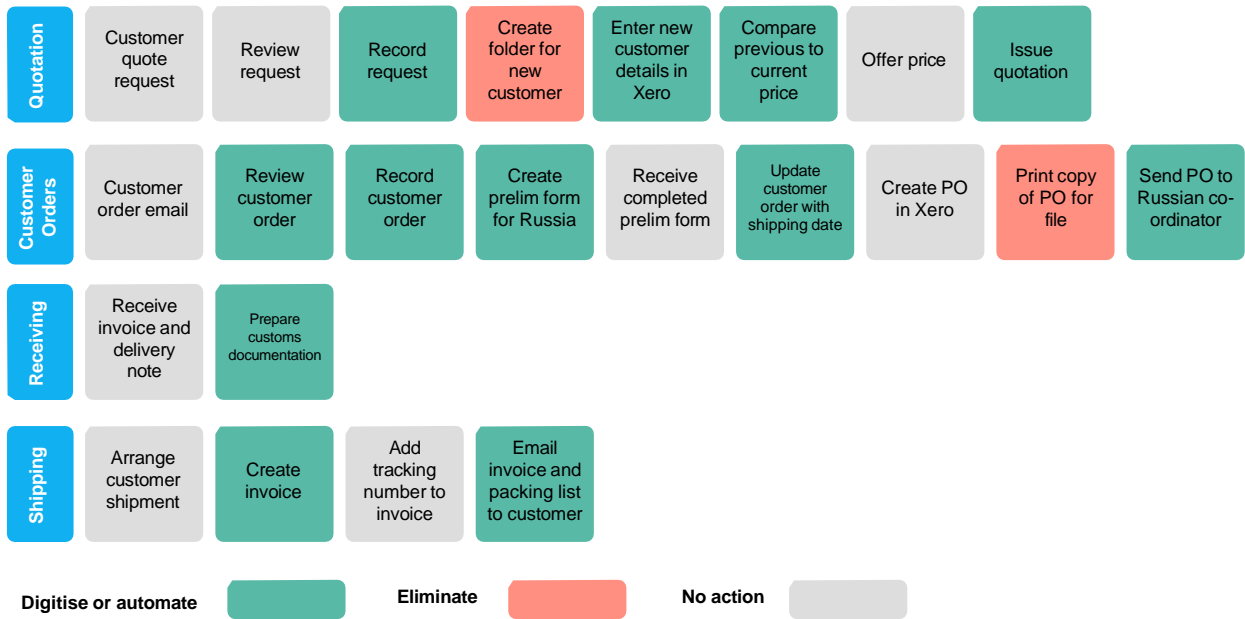 Quotation
Customer
quote
request
Review
request
Record
request
Create
folder for
new
customer
Enter new
customer
details in
Xero
Compare
previous to
current
price
Offer price
Issue
quotation
Customer
Orders
Customer
order email
Review
customer
order
Record
customer
order
Create
prelim form
for Russia
Receive
completed
prelim form
Update
customer
order with
shipping date
Create PO
in Xero
Print copy
of PO for
file
Send PO to
Russian co-
ordinator
Receiving
Receive
invoice and
delivery
note
Prepare
customs
documentation
Shipping
Arrange
customer
shipment
Create
invoice
Add
tracking
number to
invoice
Email
invoice and
packing list
to customer
Digitise or automate
Eliminate
No action